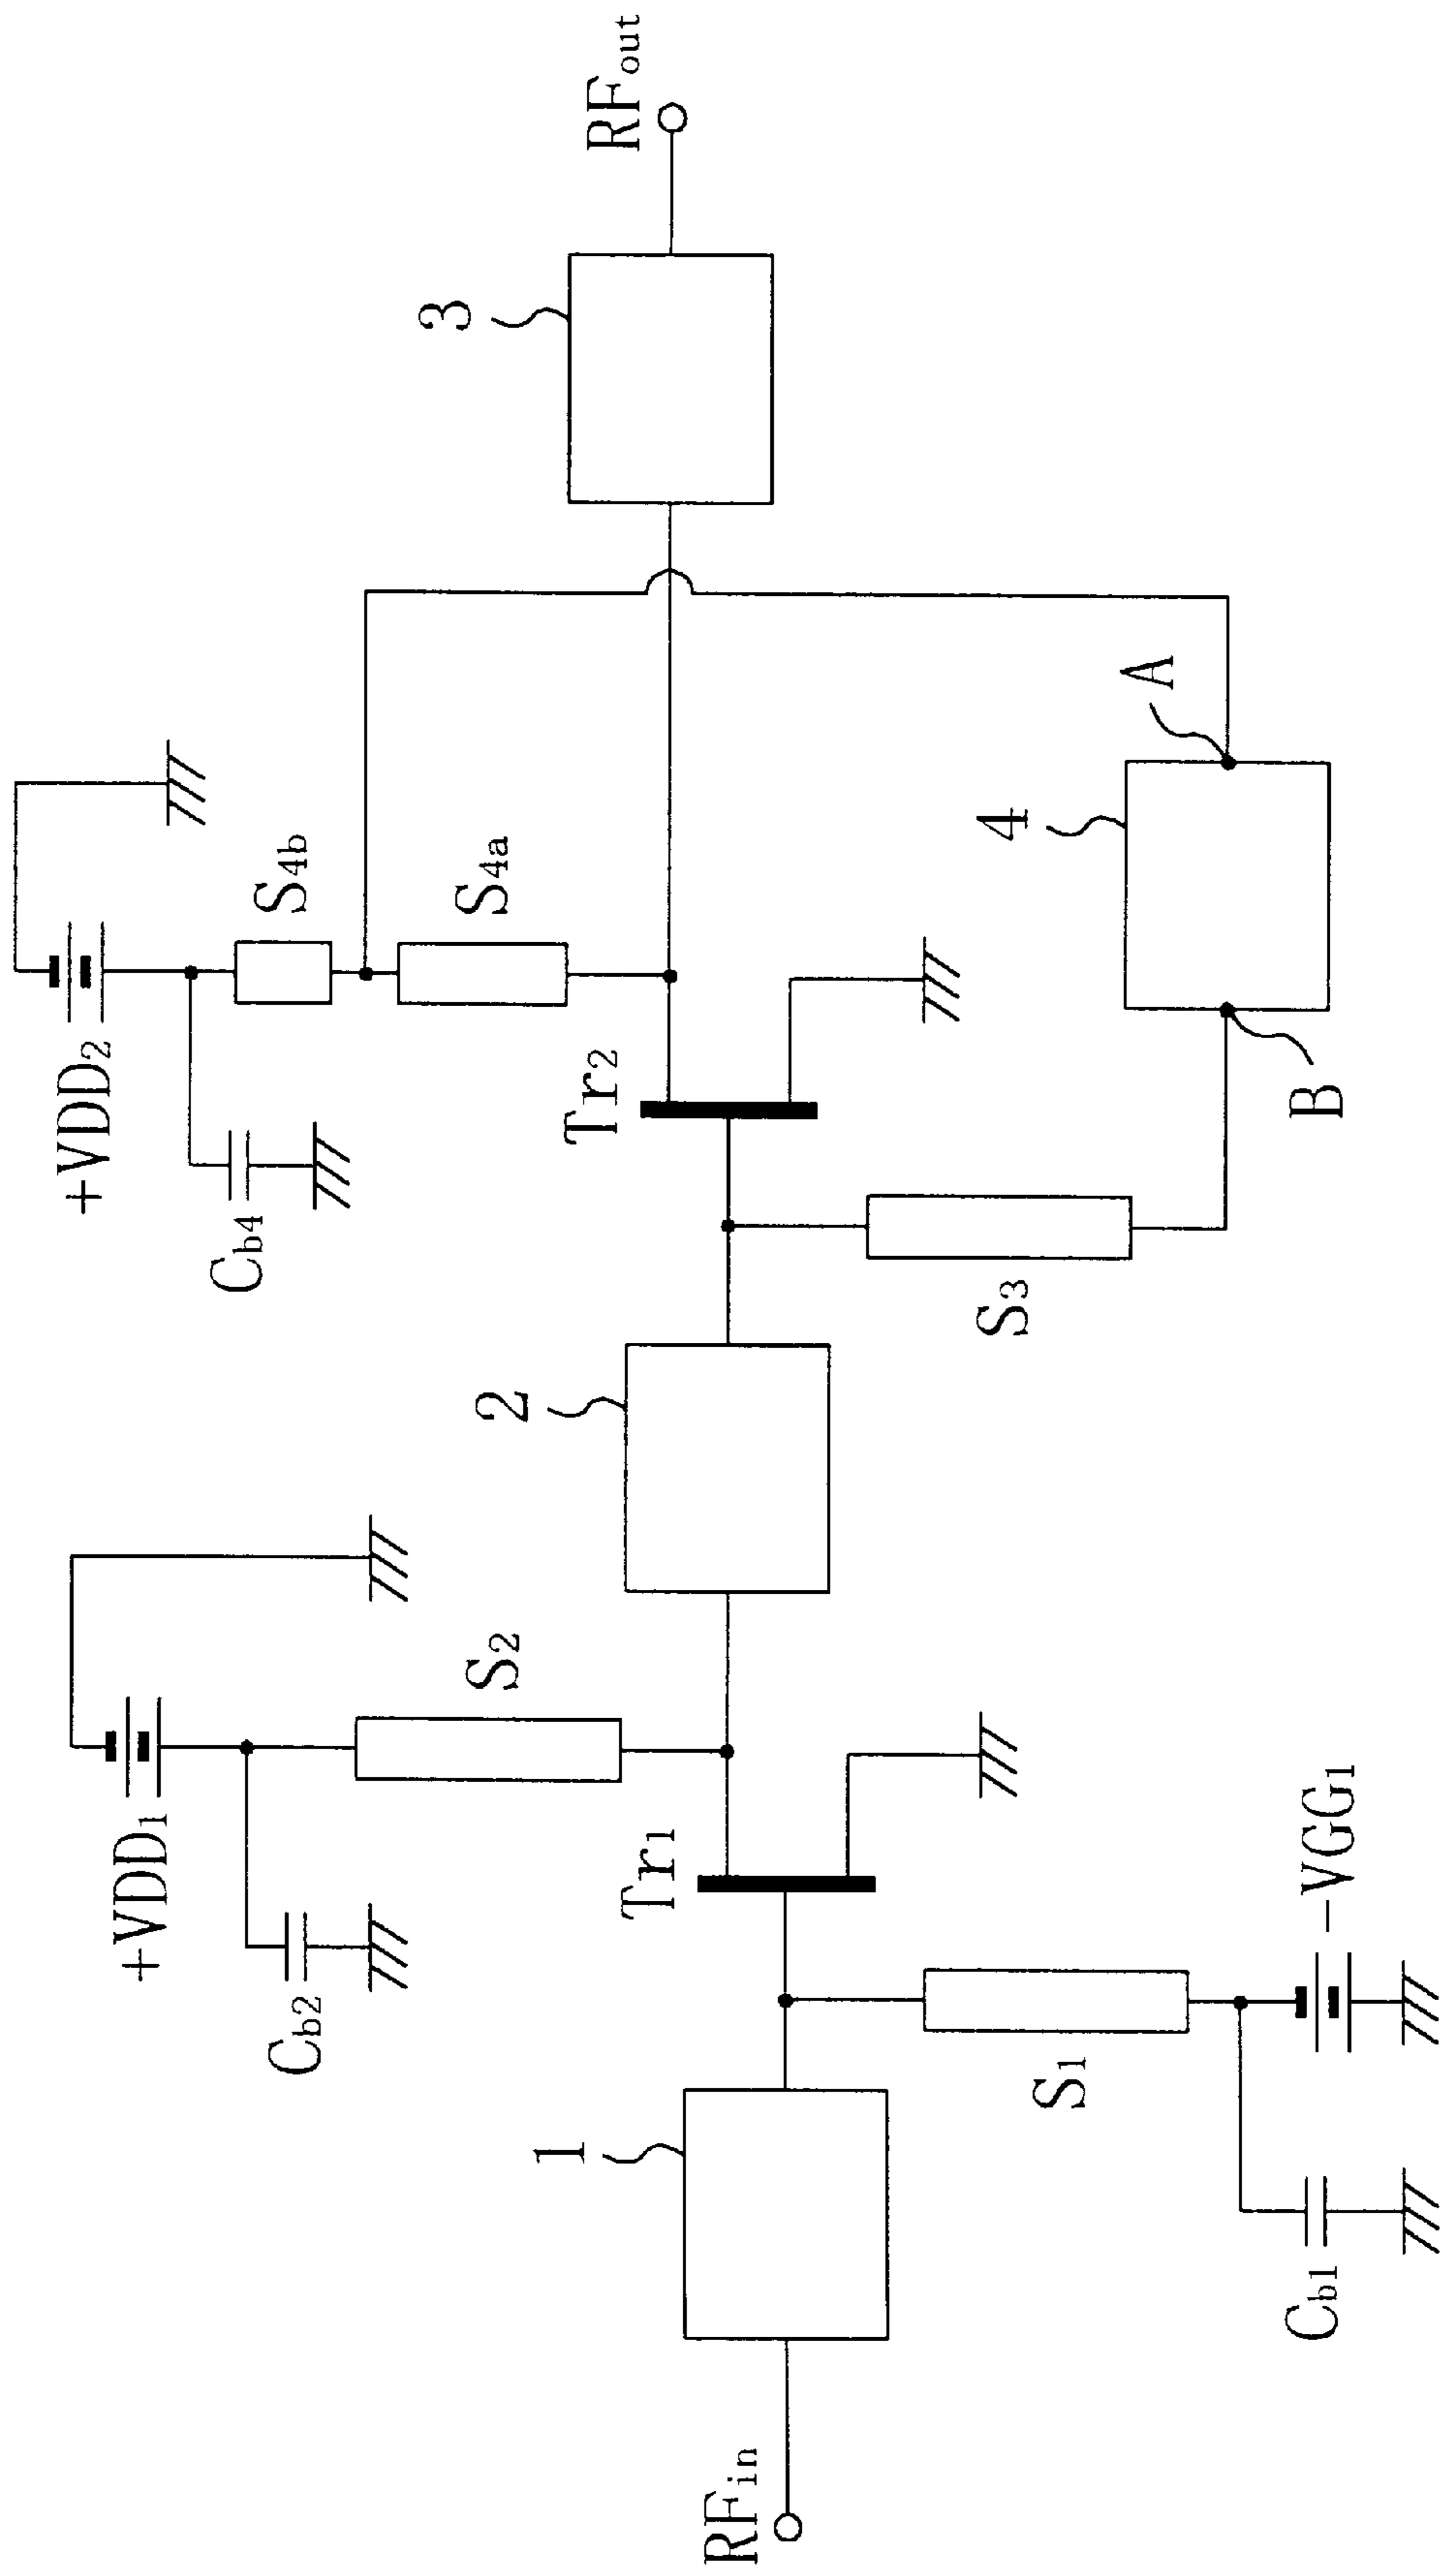 +VDD₂
S₄b
Cb₄
S₄a
+VDD₁
S₂
Cb₂
Tr₂
3
RFout
2
Tr₁
1
RFin
4
A
S₃
B
S₁
-VGG₁
Cb₁